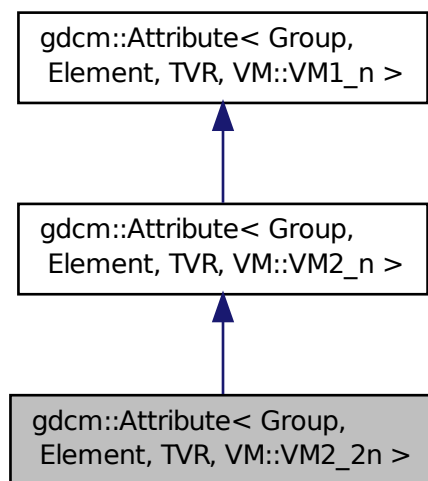 gdcm::Attribute< Group,
Element, TVR, VM::VM1_n >
gdcm::Attribute< Group,
Element, TVR, VM::VM2_n >
gdcm::Attribute< Group,
Element, TVR, VM::VM2_2n >